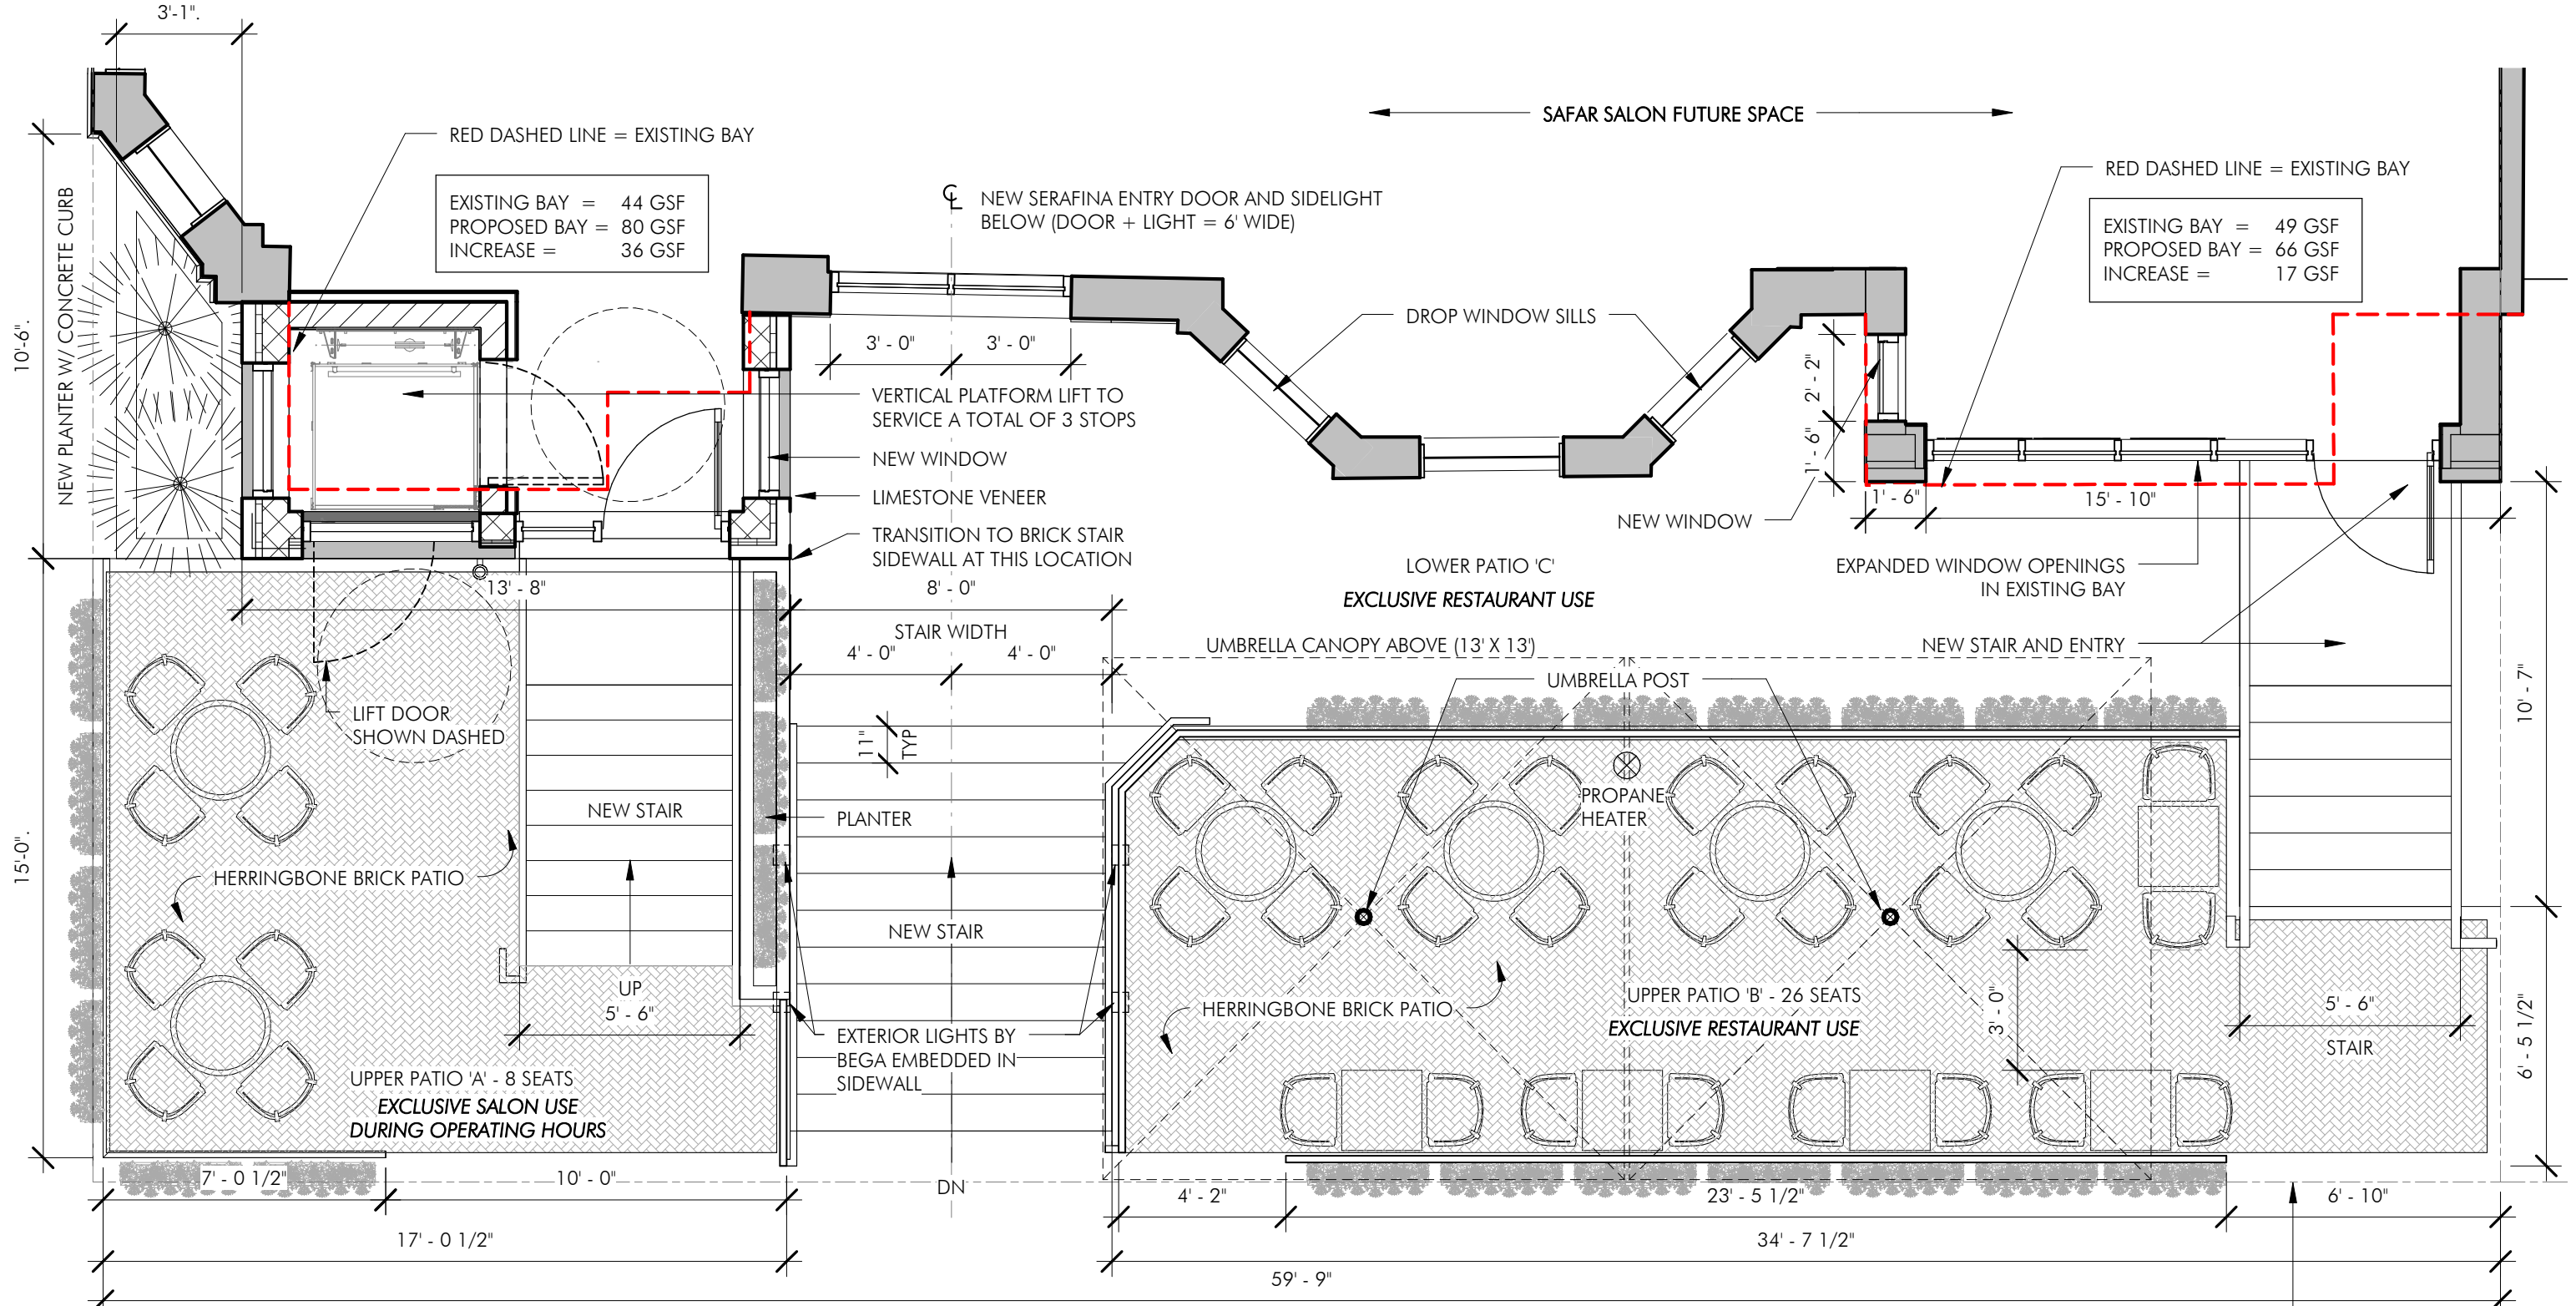 3'-1".
SAFAR SALON FUTURE SPACE
RED DASHED LINE = EXISTING BAY
RED DASHED LINE = EXISTING BAY
EXISTING BAY = 44 GSF
PROPOSED BAY = 80 GSF
INCREASE = 36 GSF
CL NEW SERAFINA ENTRY DOOR AND SIDELIGHT
BELOW (DOOR + LIGHT = 6' WIDE)
EXISTING BAY = 49 GSF
PROPOSED BAY = 66 GSF
INCREASE = 17 GSF
NEW PLANTER W/ CONCRETE CURB
10'-6".
DROP WINDOW SILLS
3' - 0"
3' - 0"
2' - 2"
VERTICAL PLATFORM LIFT TO
SERVICE A TOTAL OF 3 STOPS
1' - 6"
NEW WINDOW
LIMESTONE VENEER
1' - 6"
15' - 10"
NEW WINDOW
TRANSITION TO BRICK STAIR
SIDEWALL AT THIS LOCATION
LOWER PATIO 'C'
EXCLUSIVE RESTAURANT USE
EXPANDED WINDOW OPENINGS
IN EXISTING BAY
13' - 8"
8' - 0"
STAIR WIDTH
4' - 0"
4' - 0"
UMBRELLA CANOPY ABOVE (13' X 13')
NEW STAIR AND ENTRY
UMBRELLA POST
10' - 7"
LIFT DOOR
SHOWN DASHED
11"
TYP
NEW STAIR
PLANTER
PROPANE
HEATER
15'-0".
HERRINGBONE BRICK PATIO
NEW STAIR
UP
5' - 6"
HERRINGBONE BRICK PATIO
UPPER PATIO 'B' - 26 SEATS
EXCLUSIVE RESTAURANT USE
3' - 0"
5' - 6"
STAIR
6' - 5 1/2"
EXTERIOR LIGHTS BY
BEGA EMBEDDED IN
SIDEWALL
UPPER PATIO 'A' - 8 SEATS
EXCLUSIVE SALON USE
DURING OPERATING HOURS
7' - 0 1/2"
10' - 0"
DN
4' - 2"
23' - 5 1/2"
6' - 10"
17' - 0 1/2"
34' - 7 1/2"
59' - 9"